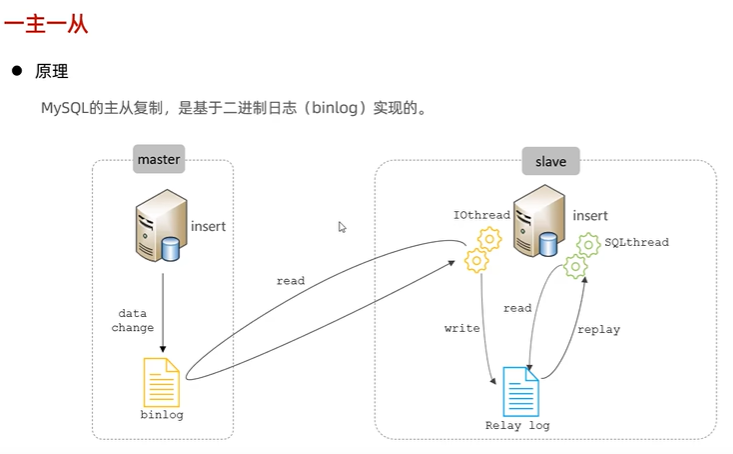 一主一从
原理
MySQL的主从复制，是基于二进制日志（binlog）实现的。
master
slave
insert
IOthread
insert
SQLthread
read
data
change
read
write
replay
binlog
Relay log